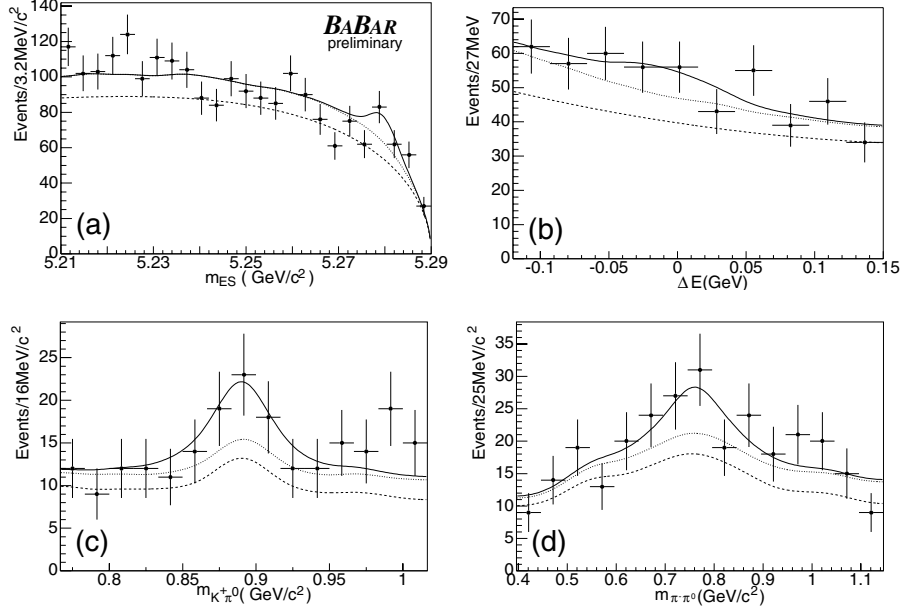 BABAR
preliminary
Events/3.2MeV/c²
140
120
100
80
60
40
20
0
(a)
5.21 5.23 5.25 5.27 5.29
m_ES (GeV/c²)
Events/27MeV
70
60
50
40
30
20
10
0
(b)
-0.1 -0.05 0 0.05 0.1 0.15
ΔE(GeV)
Events/16MeV/c²
25
20
15
10
5
0
(c)
0.8 0.85 0.9 0.95 1
m_K⁺π⁰(GeV/c²)
Events/25MeV/c²
35
30
25
20
15
10
5
0
(d)
0.4 0.5 0.6 0.7 0.8 0.9 1 1.1
m_π⁻π⁰(GeV/c²)